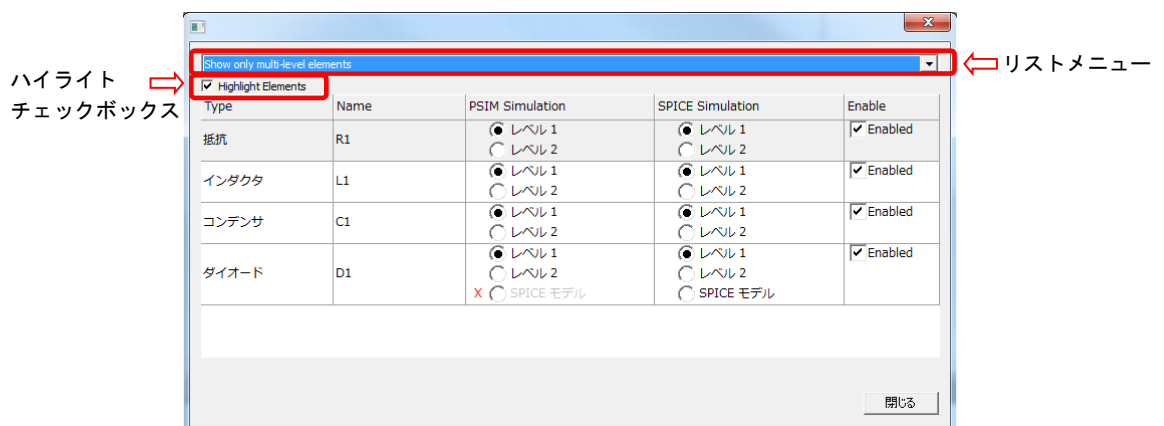 Show only multi-level elements
リストメニュー
ハイライト
チェックボックス
Highlight Elements
Type Name PSIM Simulation SPICE Simulation Enable
抵抗 R1 レベル 1 レベル 1 Enabled
レベル 2 レベル 2
インダクタ L1 レベル 1 レベル 1 Enabled
レベル 2 レベル 2
コンデンサ C1 レベル 1 レベル 1 Enabled
レベル 2 レベル 2
ダイオード D1 レベル 1 レベル 1 Enabled
レベル 2 レベル 2
X SPICE モデル SPICE モデル
閉じる